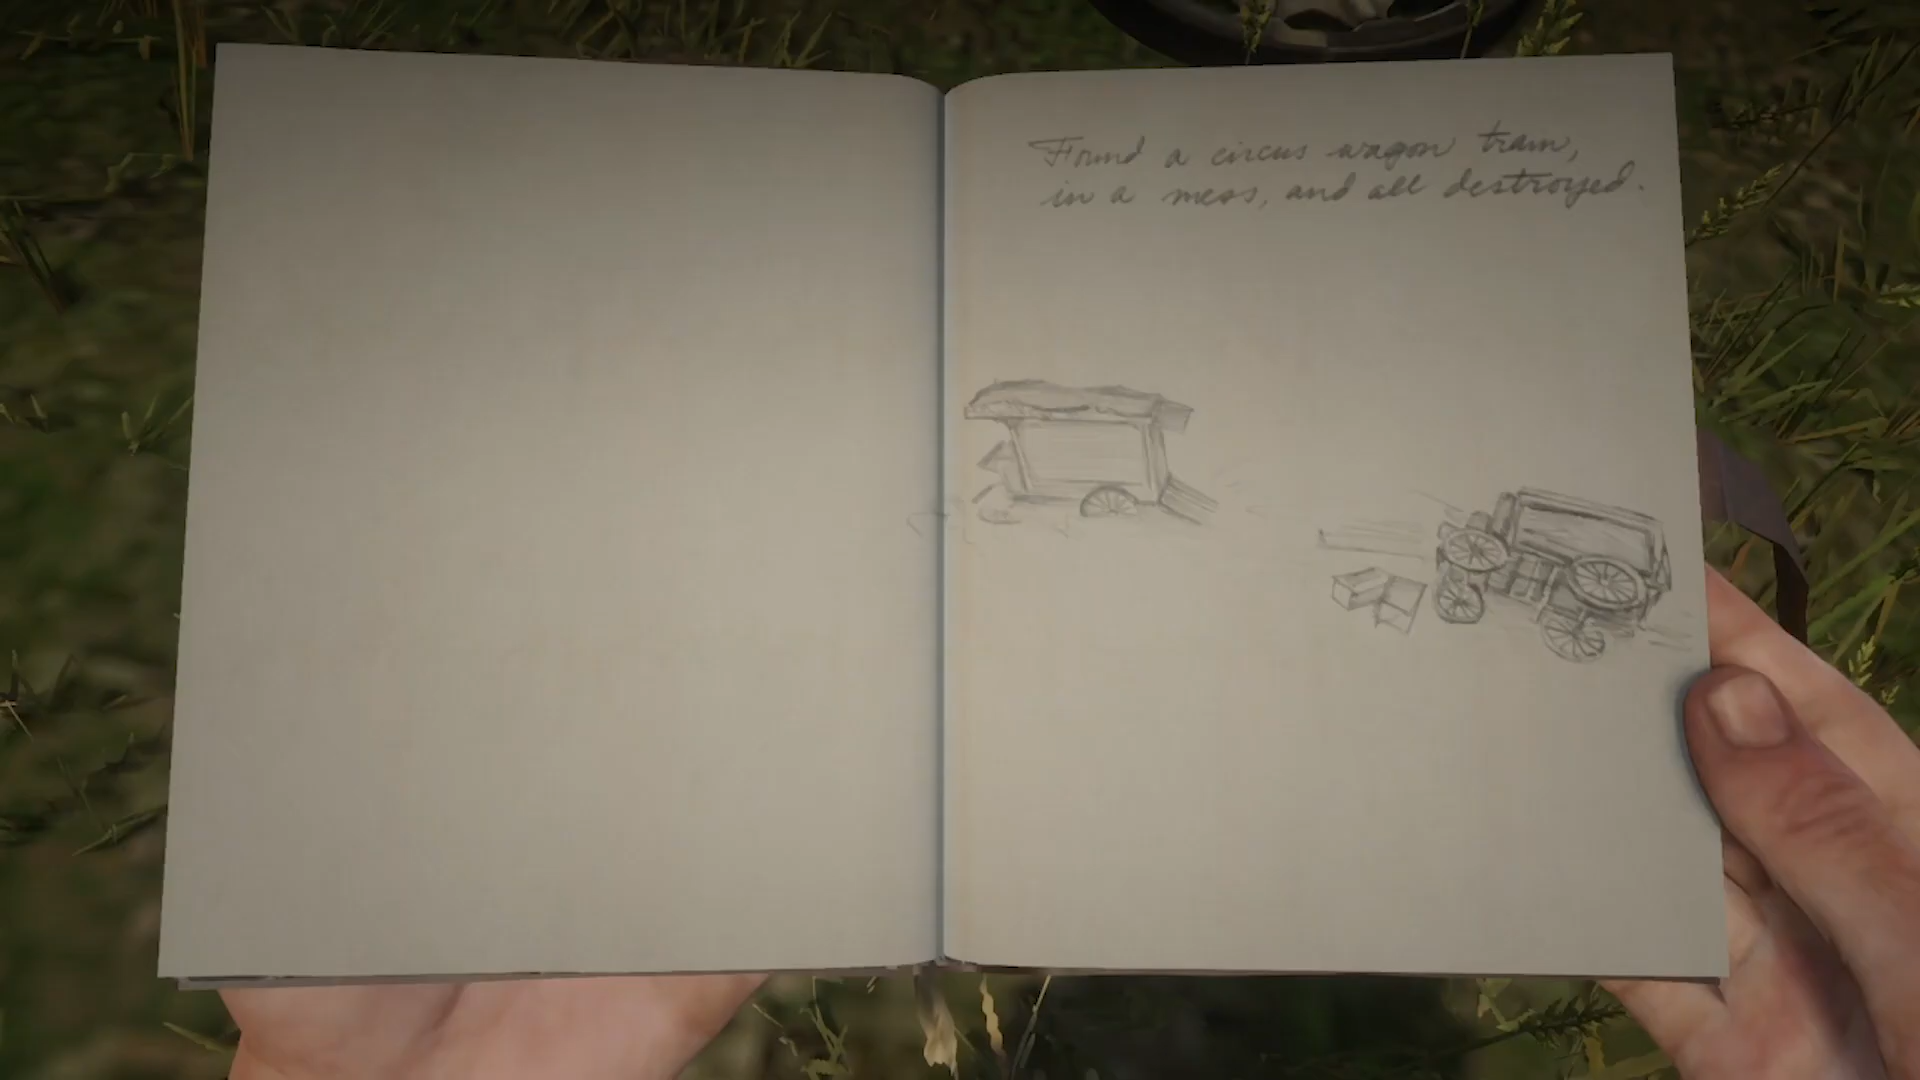 Found a circus wagon train,
in a mess, and all destroyed.